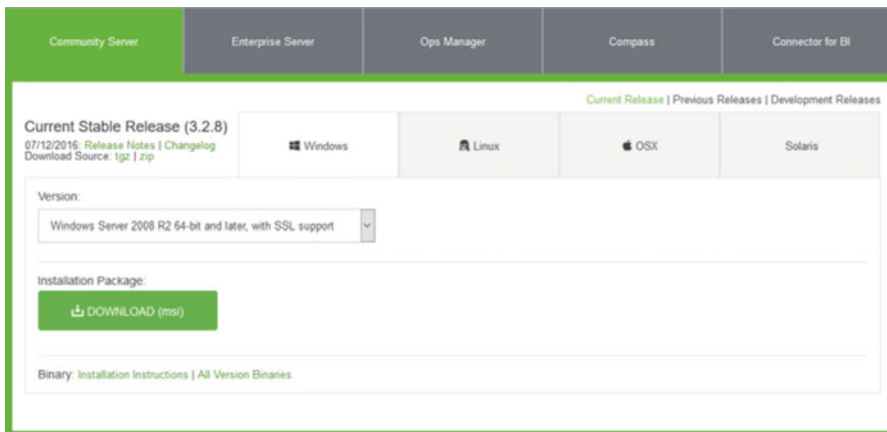 Community Server
Enterprise Server
Ops Manager
Compass
Connector for BI
Current Release | Previous Releases | Development Releases
Current Stable Release (3.2.8)
07/12/2016: Release Notes | Changelog
Download Source: tgz | zip
Windows
Linux
OSX
Solaris
Version:
Windows Server 2008 R2 64-bit and later, with SSL support
Installation Package:
DOWNLOAD (msi)
Binary: Installation Instructions | All Version Binaries